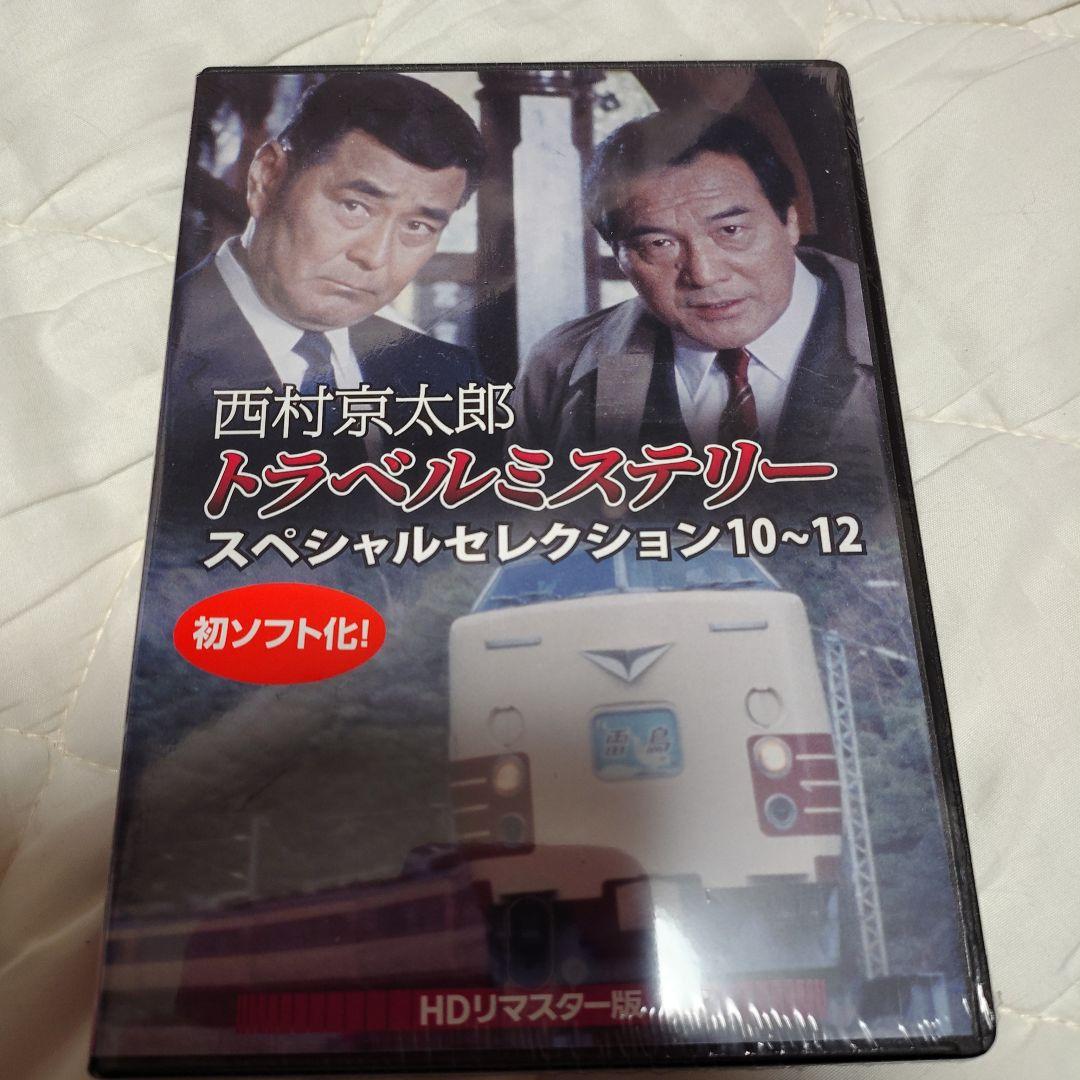 西村京太郎
トラベルミステリー
スペシャルセレクション10~12
初ソフト化!
雷鳥
HDリマスター版